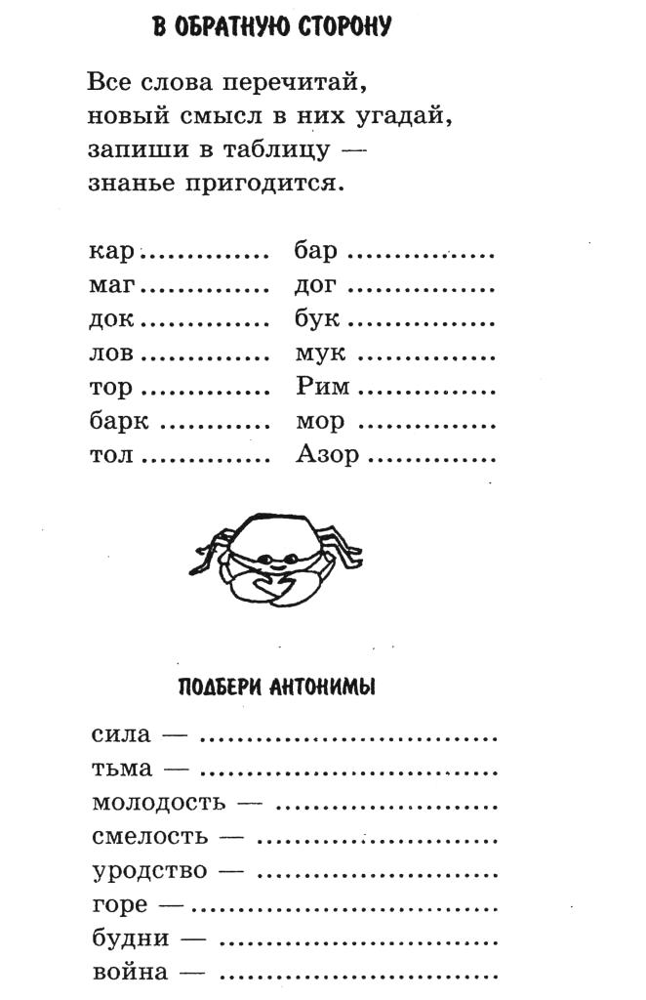 В ОБРАТНУЮ СТОРОНУ
Все слова перечитай,
новый смысл в них угадай,
запиши в таблицу —
знанье пригодится.
кар .............. бар ..............
маг .............. дог ..............
док .............. бук ..............
лов .............. мук ..............
тор .............. Рим ..............
барк ............ мор ..............
тол .............. Азор .............
ПОДБЕРИ АНТОНИМЫ
сила — ..............................
тьма — ..............................
молодость — ......................
смелость — ........................
уродство — ........................
горе — ...............................
будни — ............................
война — ............................